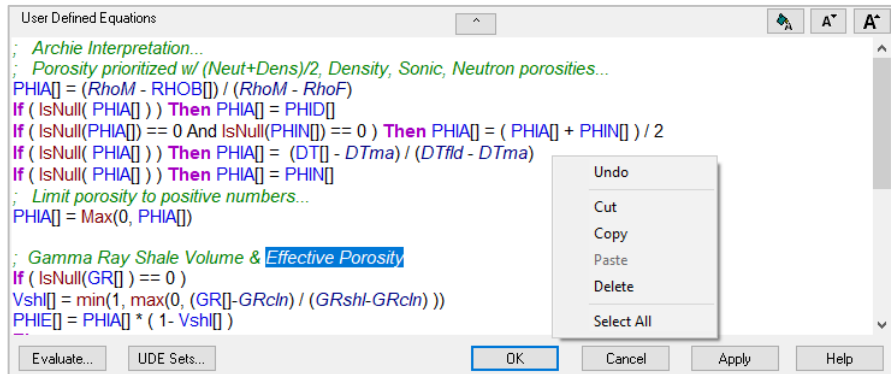 User Defined Equations
^
A
A
A
;  Archie Interpretation...
;  Porosity prioritized w/ (Neut+Dens)/2, Density, Sonic, Neutron porosities...
PHIA[] = (RhoM - RHOB[]) / (RhoM - RhoF)
If ( IsNull( PHIA[] ) ) Then PHIA[] = PHID[]
If ( IsNull(PHIA[]) == 0 And IsNull(PHIN[]) == 0 ) Then PHIA[] = ( PHIA[] + PHIN[] ) / 2
If ( IsNull( PHIA[] ) ) Then PHIA[] =  (DT[] - DTma) / (DTfld - DTma)
If ( IsNull( PHIA[] ) ) Then PHIA[] = PHIN[]
;  Limit porosity to positive numbers...
PHIA[] = Max(0, PHIA[])
;  Gamma Ray Shale Volume & Effective Porosity
If ( IsNull(GR[] ) == 0 )
Vshl[] = min(1, max(0, (GR[]-GRcln) / (GRshl-GRcln) ))
PHIE[] = PHIA[] * ( 1- Vshl[] )
Undo
Cut
Copy
Paste
Delete
Select All
Evaluate...
UDE Sets...
OK
Cancel
Apply
Help